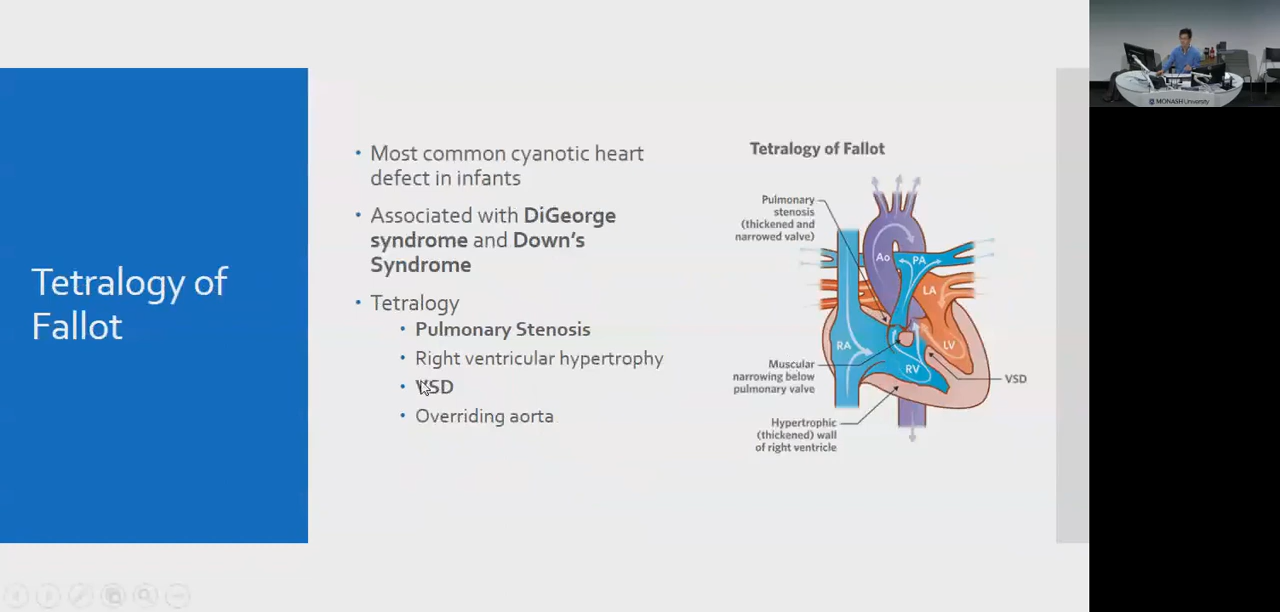 Tetralogy of
Fallot
• Most common cyanotic heart
defect in infants
• Associated with DiGeorge
syndrome and Down's
Syndrome
• Tetralogy
• Pulmonary Stenosis
• Right ventricular hypertrophy
• VSD
• Overriding aorta
Tetralogy of Fallot
Pulmonary
stenosis
(thickened and
narrowed valve)
Ao
PA
LA
RA
LV
RV
Muscular
narrowing below
pulmonary valve
VSD
Hypertrophic
(thickened) wall
of right ventricle
MONASH University